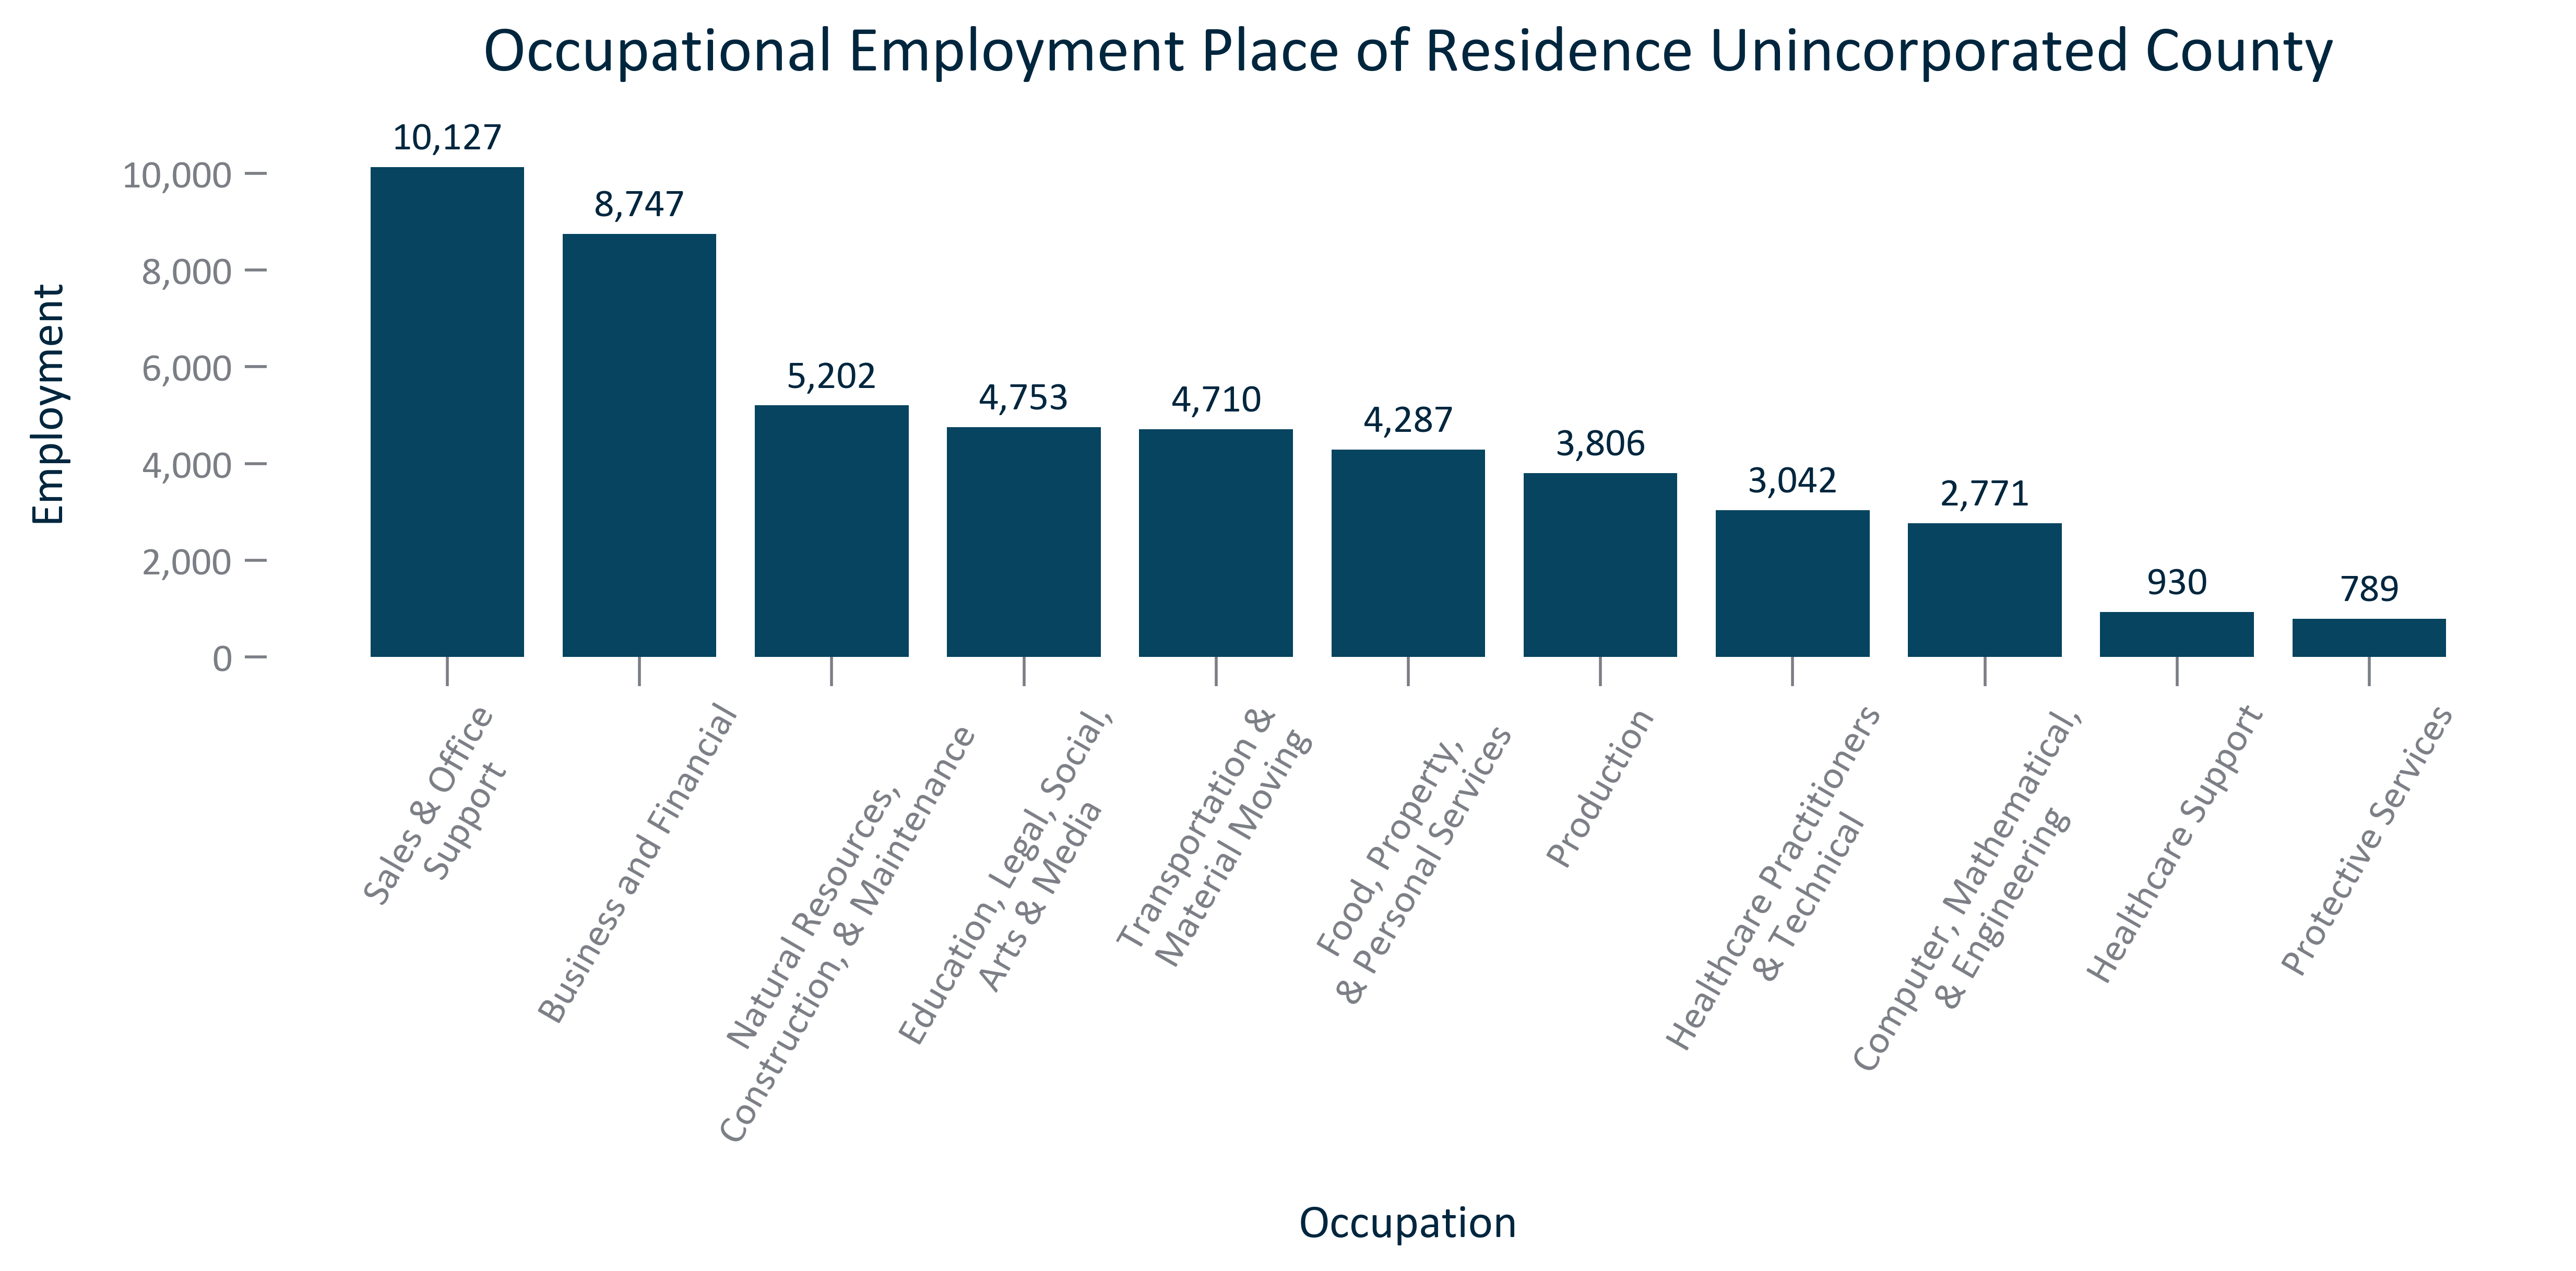 Occupational Employment Place of Residence Unincorporated County
Employment
10,000
8,000
6,000
4,000
2,000
0
10,127
8,747
5,202
4,753
4,710
4,287
3,806
3,042
2,771
930
789
Sales & Office
Support
Business and Financial
Natural Resources,
Construction, & Maintenance
Education, Legal, Social,
Arts & Media
Transportation &
Material Moving
Food, Property,
& Personal Services
Production
Healthcare Practitioners
& Technical
Computer, Mathematical,
& Engineering
Healthcare Support
Protective Services
Occupation